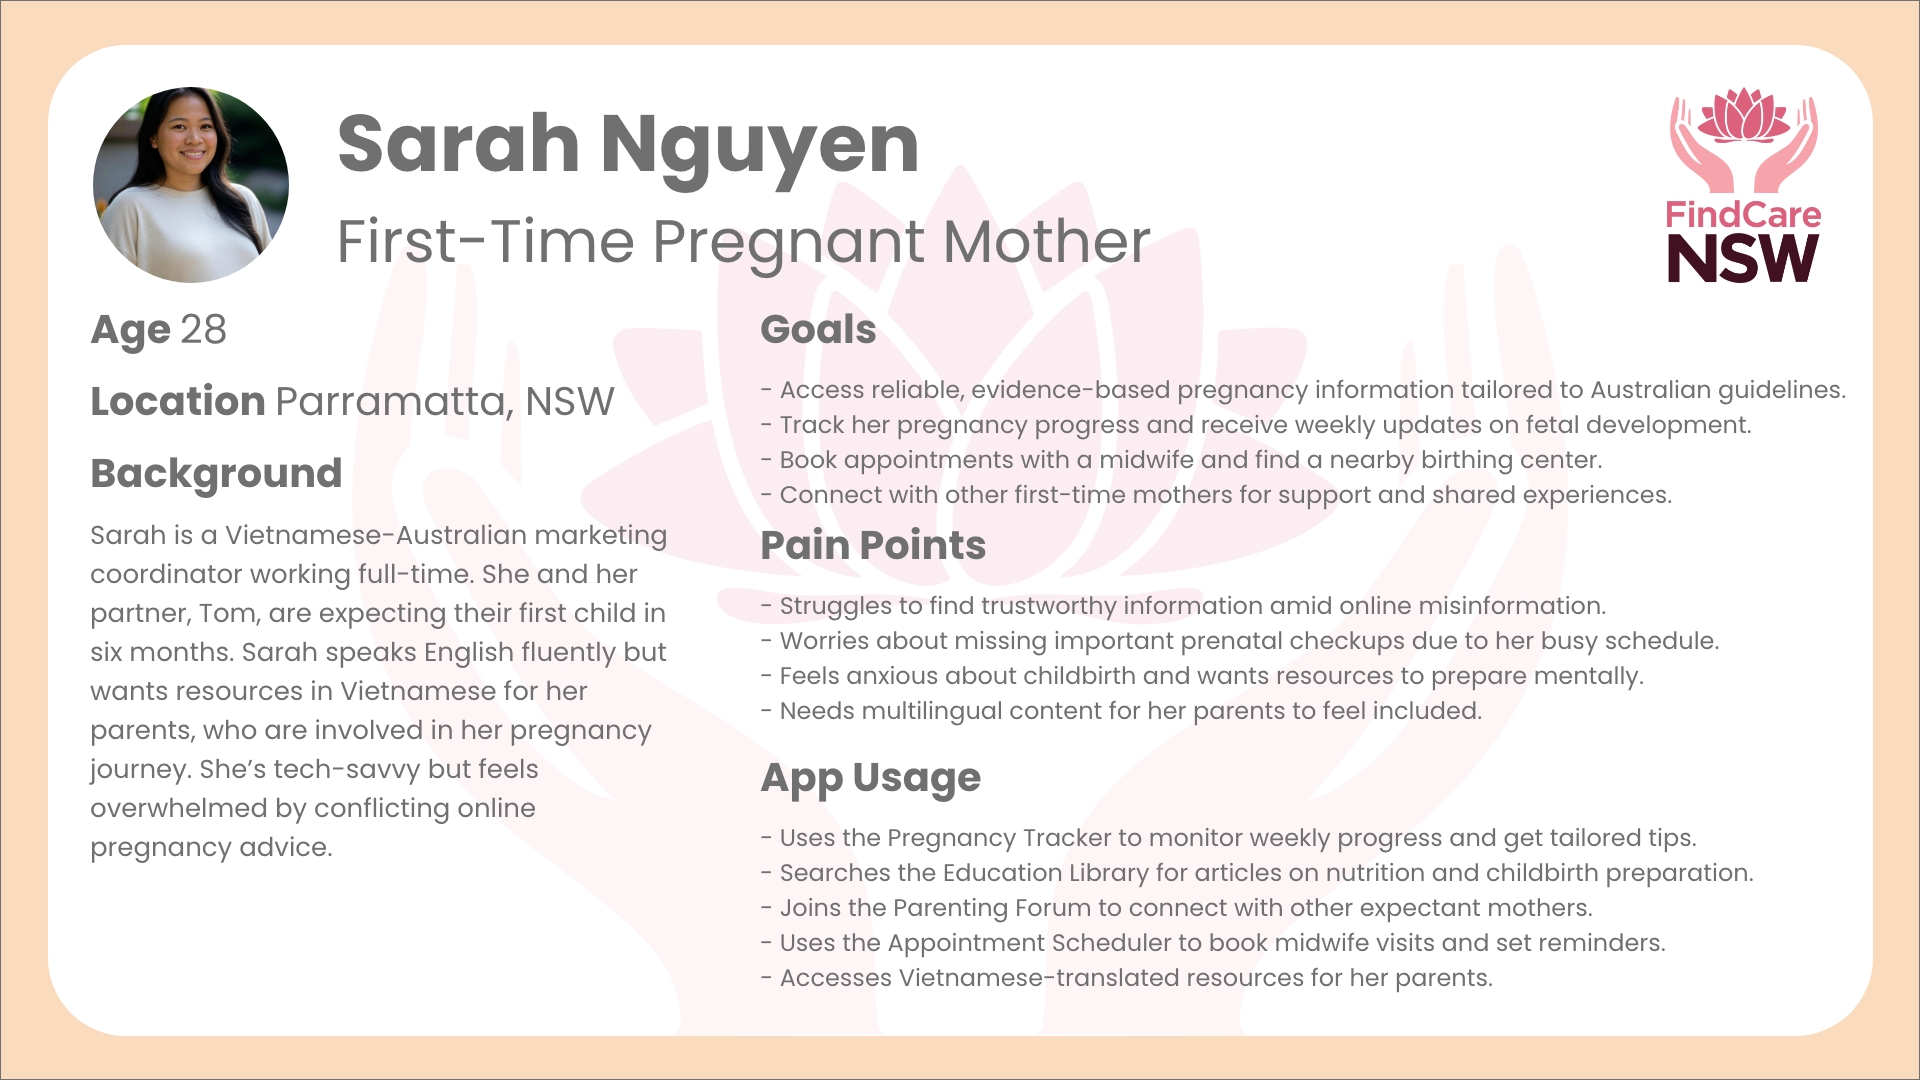 Sarah Nguyen
First-Time Pregnant Mother
FindCare
NSW
Age 28
Location Parramatta, NSW
Background
Sarah is a Vietnamese-Australian marketing
coordinator working full-time. She and her
partner, Tom, are expecting their first child in
six months. Sarah speaks English fluently but
wants resources in Vietnamese for her
parents, who are involved in her pregnancy
journey. She’s tech-savvy but feels
overwhelmed by conflicting online
pregnancy advice.
Goals
- Access reliable, evidence-based pregnancy information tailored to Australian guidelines.
- Track her pregnancy progress and receive weekly updates on fetal development.
- Book appointments with a midwife and find a nearby birthing center.
- Connect with other first-time mothers for support and shared experiences.
Pain Points
- Struggles to find trustworthy information amid online misinformation.
- Worries about missing important prenatal checkups due to her busy schedule.
- Feels anxious about childbirth and wants resources to prepare mentally.
- Needs multilingual content for her parents to feel included.
App Usage
- Uses the Pregnancy Tracker to monitor weekly progress and get tailored tips.
- Searches the Education Library for articles on nutrition and childbirth preparation.
- Joins the Parenting Forum to connect with other expectant mothers.
- Uses the Appointment Scheduler to book midwife visits and set reminders.
- Accesses Vietnamese-translated resources for her parents.